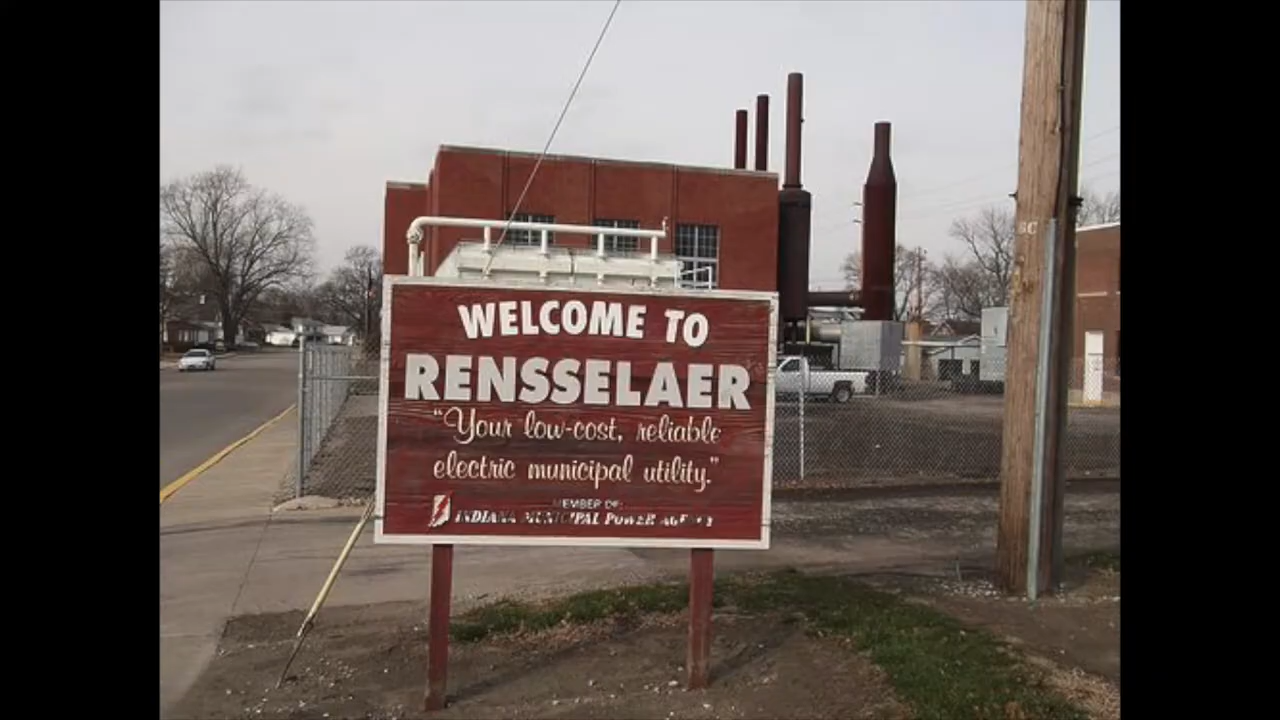 WELCOME TO
RENSSELAER
"Your low-cost, reliable
electric municipal utility."
MEMBER OF:
INDIANA MUNICIPAL POWER AGENCY